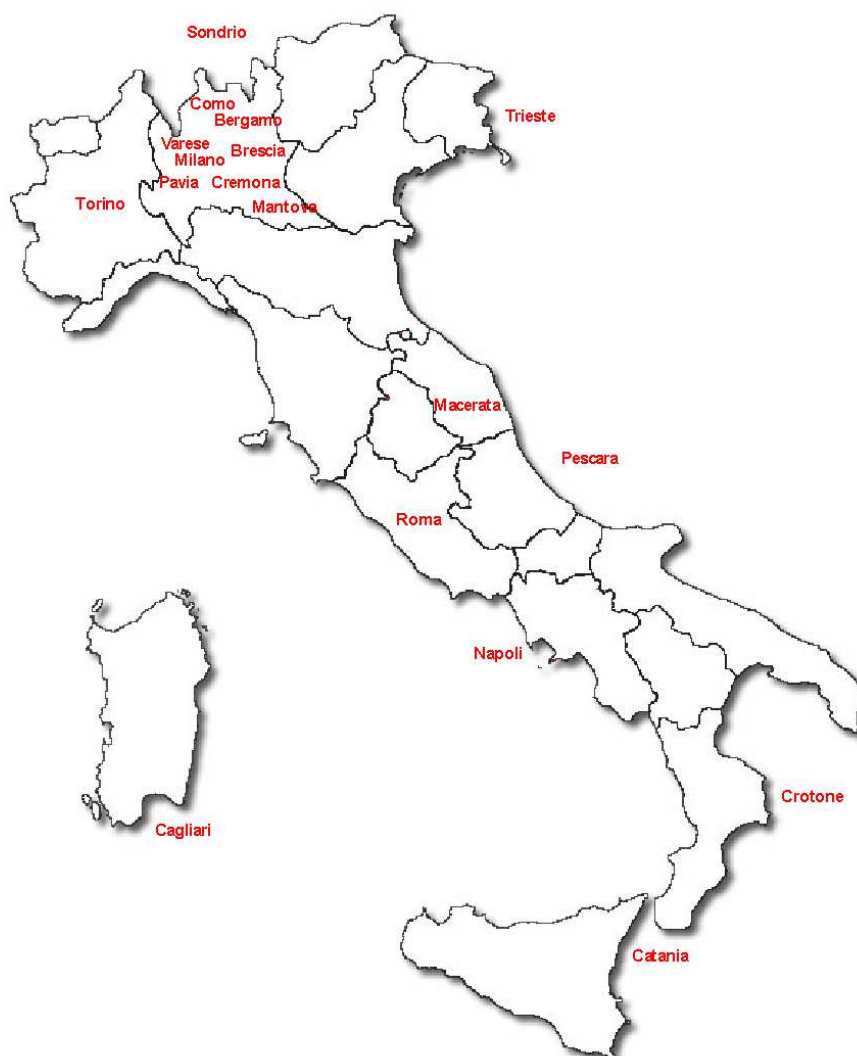 Sondrio
Como
Bergamo
Trieste
Varese
Brescia
Milano
Pavia
Cremona
Torino
Mantova
Macerata
Pescara
Roma
Napoli
Crotone
Cagliari
Catania